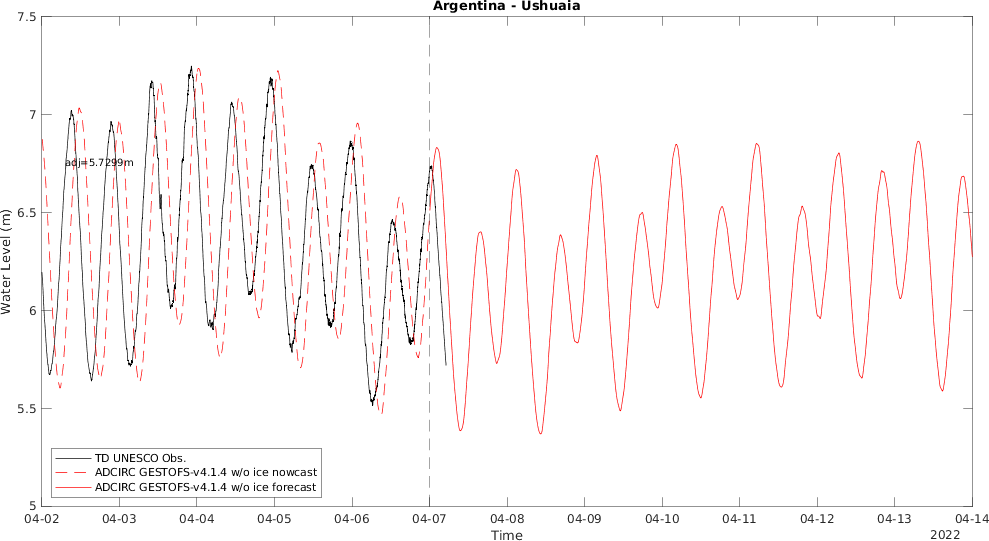 Argentina - Ushuaia
7.5
7
6.5
6
5.5
5
Water Level (m)
adj=5.7299m
TD UNESCO Obs.
ADCIRC GESTOFS-v4.1.4 w/o ice nowcast
ADCIRC GESTOFS-v4.1.4 w/o ice forecast
04-02 04-03 04-04 04-05 04-06 04-07 04-08 04-09 04-10 04-11 04-12 04-13 04-14
Time
2022